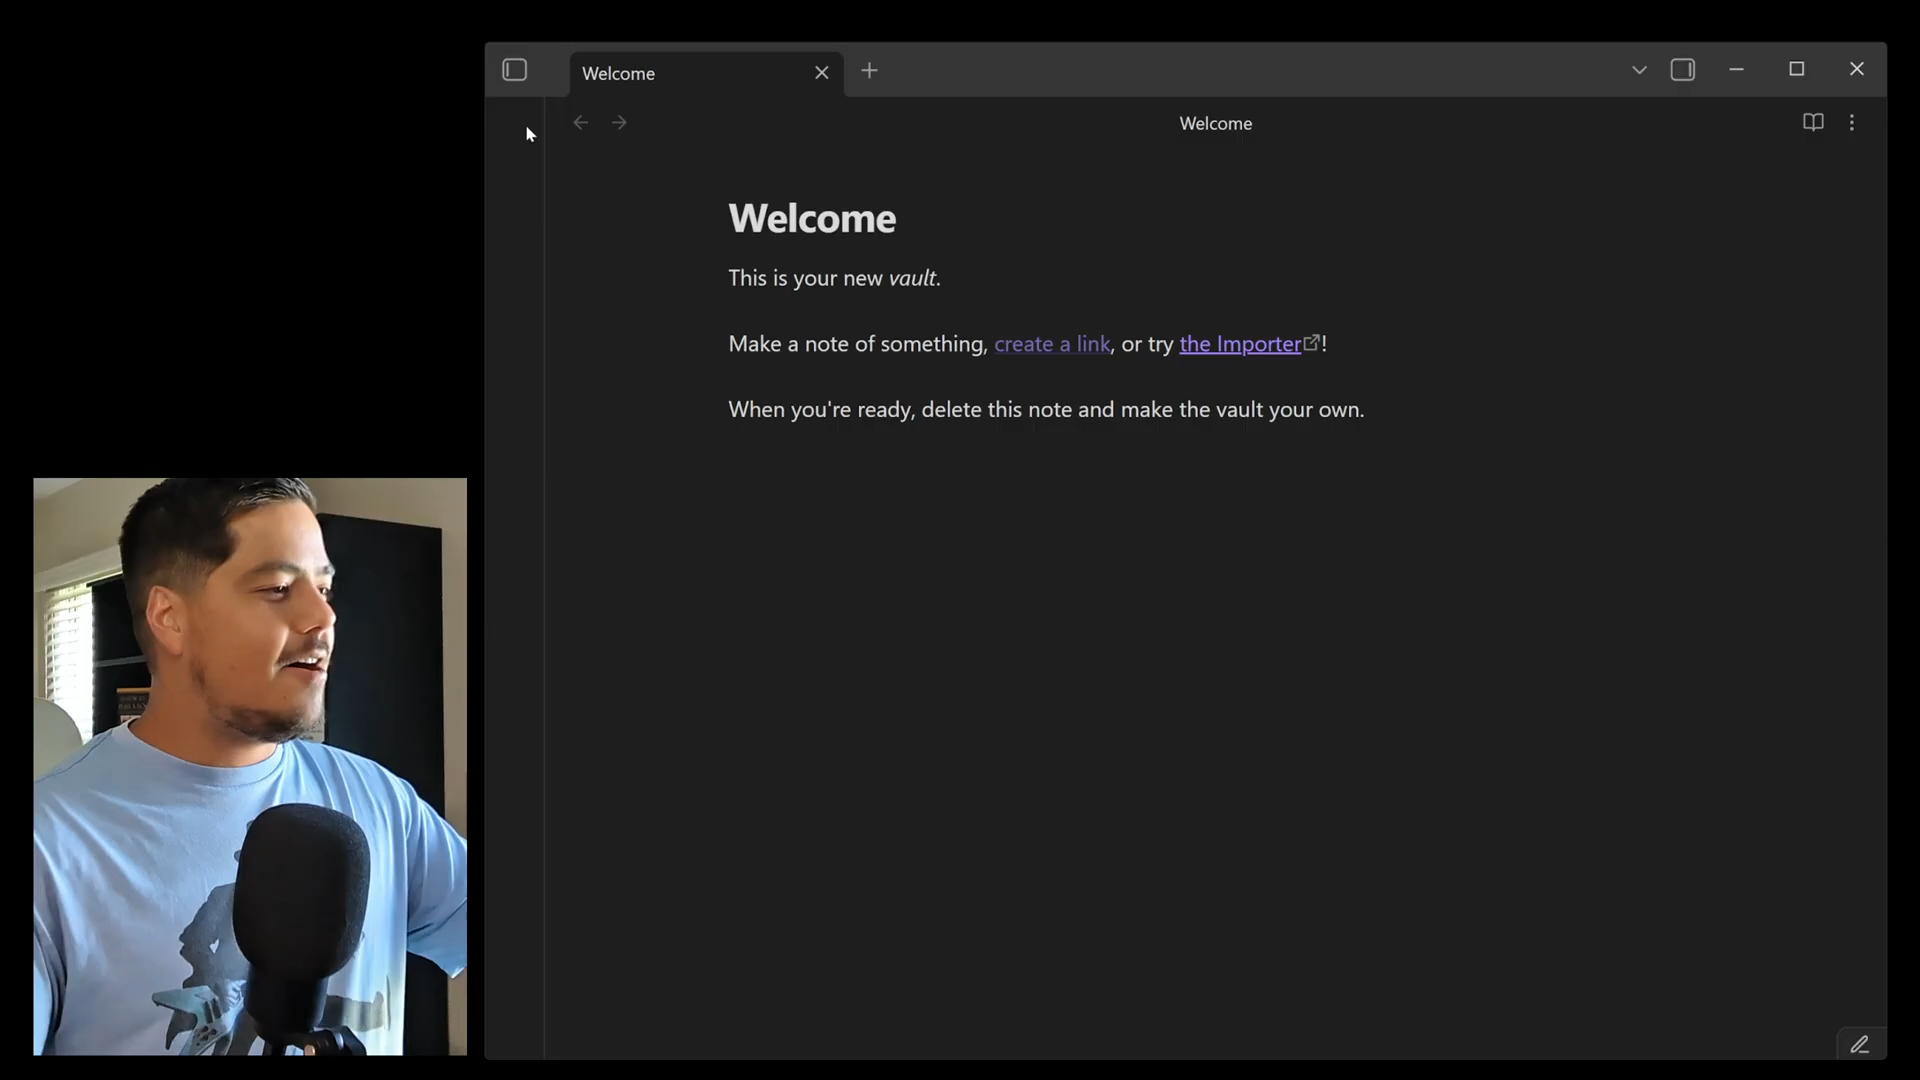 Welcome
Welcome
Welcome
This is your new vault.
Make a note of something, create a link, or try the Importer!
When you're ready, delete this note and make the vault your own.